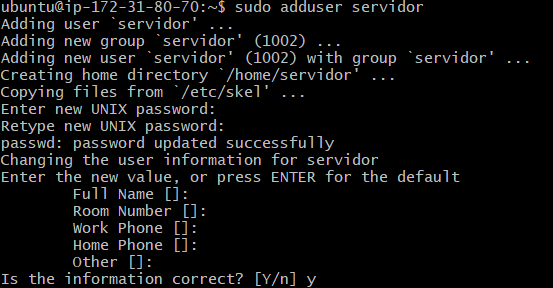 ubuntu@ip-172-31-80-70:~$ sudo adduser servidor
Adding user `servidor' ...
Adding new group `servidor' (1002) ...
Adding new user `servidor' (1002) with group `servidor' ...
Creating home directory `/home/servidor' ...
Copying files from `/etc/skel' ...
Enter new UNIX password:
Retype new UNIX password:
passwd: password updated successfully
Changing the user information for servidor
Enter the new value, or press ENTER for the default
Full Name []:
Room Number []:
Work Phone []:
Home Phone []:
Other []:
Is the information correct? [Y/n] y